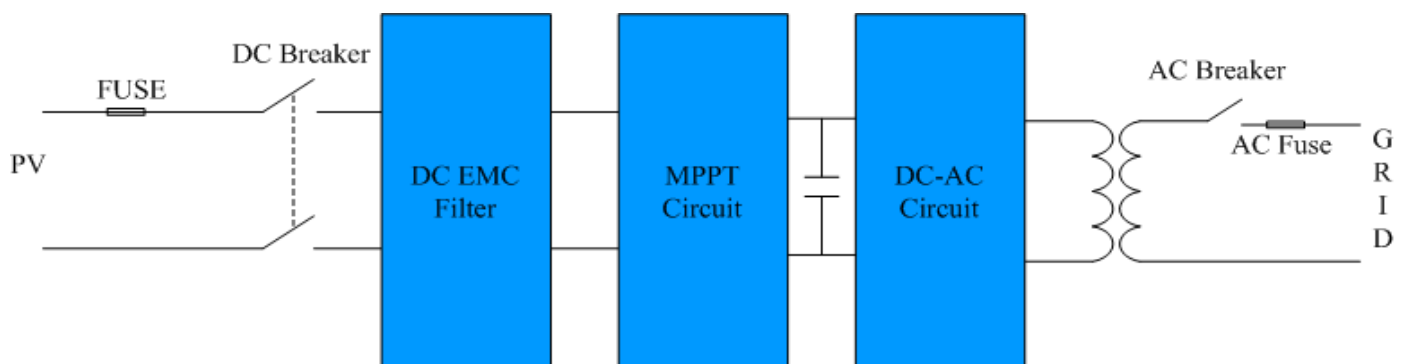 PV
FUSE
DC Breaker
DC EMC
Filter
MPPT
Circuit
DC-AC
Circuit
AC Breaker
AC Fuse
G
R
I
D